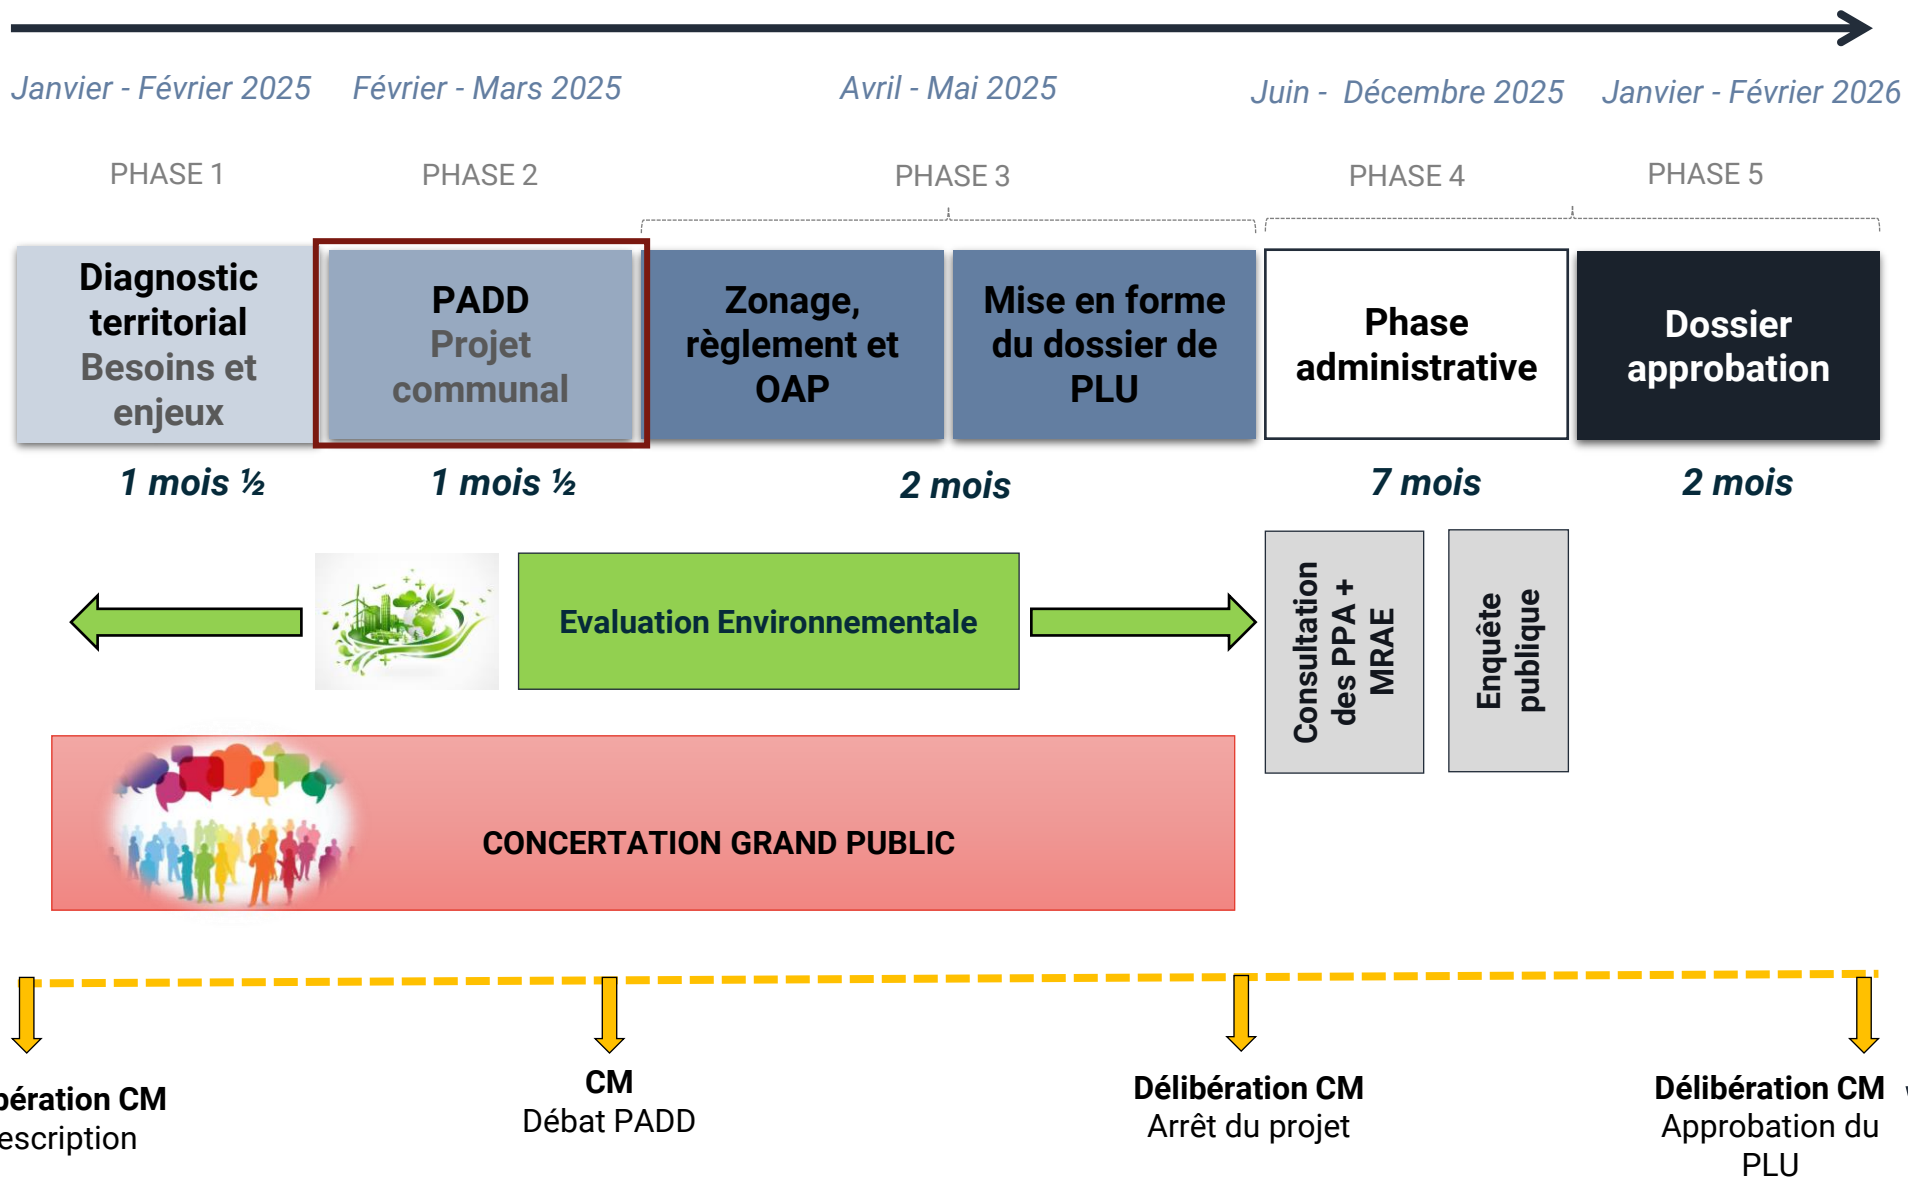 Janvier - Février 2025
Février - Mars 2025
Avril - Mai 2025
Juin - Décembre 2025
Janvier - Février 2026
PHASE 1
PHASE 2
PHASE 3
PHASE 4
PHASE 5
Diagnostic
territorial
Besoins et
enjeux
PADD
Projet
communal
Zonage,
règlement et
OAP
Mise en forme
du dossier de
PLU
Phase
administrative
Dossier
approbation
1 mois ½
1 mois ½
2 mois
7 mois
2 mois
Evaluation Environnementale
Consultation
des PPA +
MRAE
Enquête
publique
CONCERTATION GRAND PUBLIC
bération CM
escription
CM
Débat PADD
Délibération CM
Arrêt du projet
Délibération CM
Approbation du
PLU